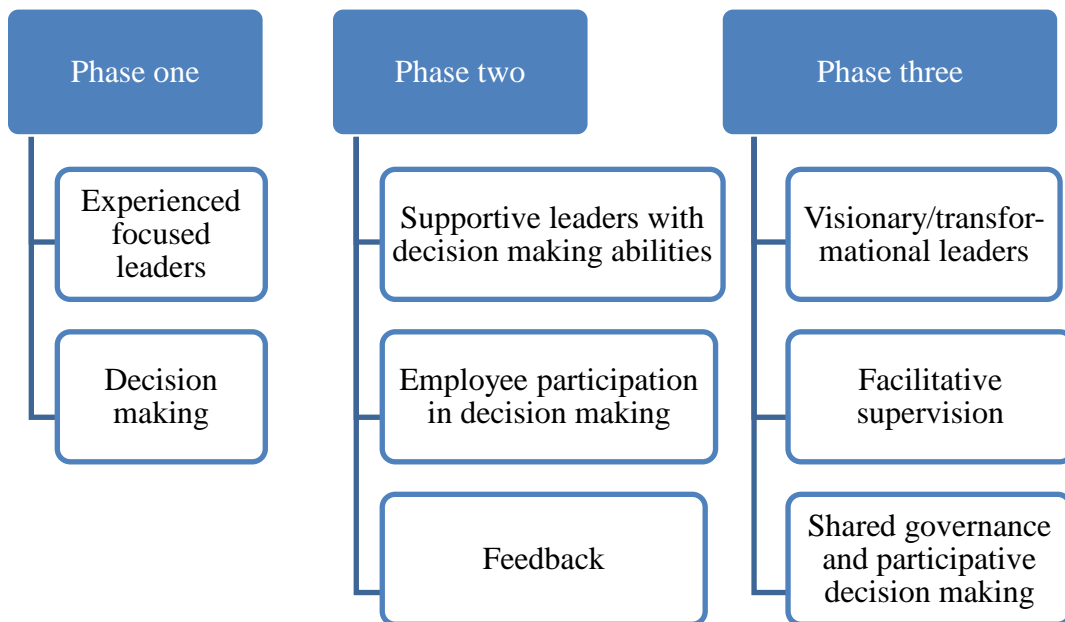 Phase one
Experienced
focused
leaders
Decision
making
Phase two
Supportive leaders with
decision making abilities
Employee participation
in decision making
Feedback
Phase three
Visionary/transfor-
mational leaders
Facilitative
supervision
Shared governance
and participative
decision making